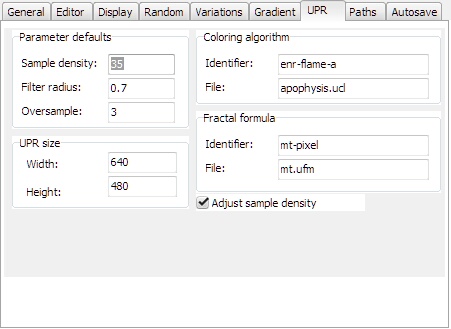 General Editor Display Random Variations Gradient UPR Paths Autosave
Parameter defaults
Sample density: 35
Filter radius: 0.7
Oversample: 3
UPR size
Width: 640
Height: 480
Coloring algorithm
Identifier: enr-flame-a
File: apophysis.ucl
Fractal formula
Identifier: mt-pixel
File: mt.ufm
Adjust sample density